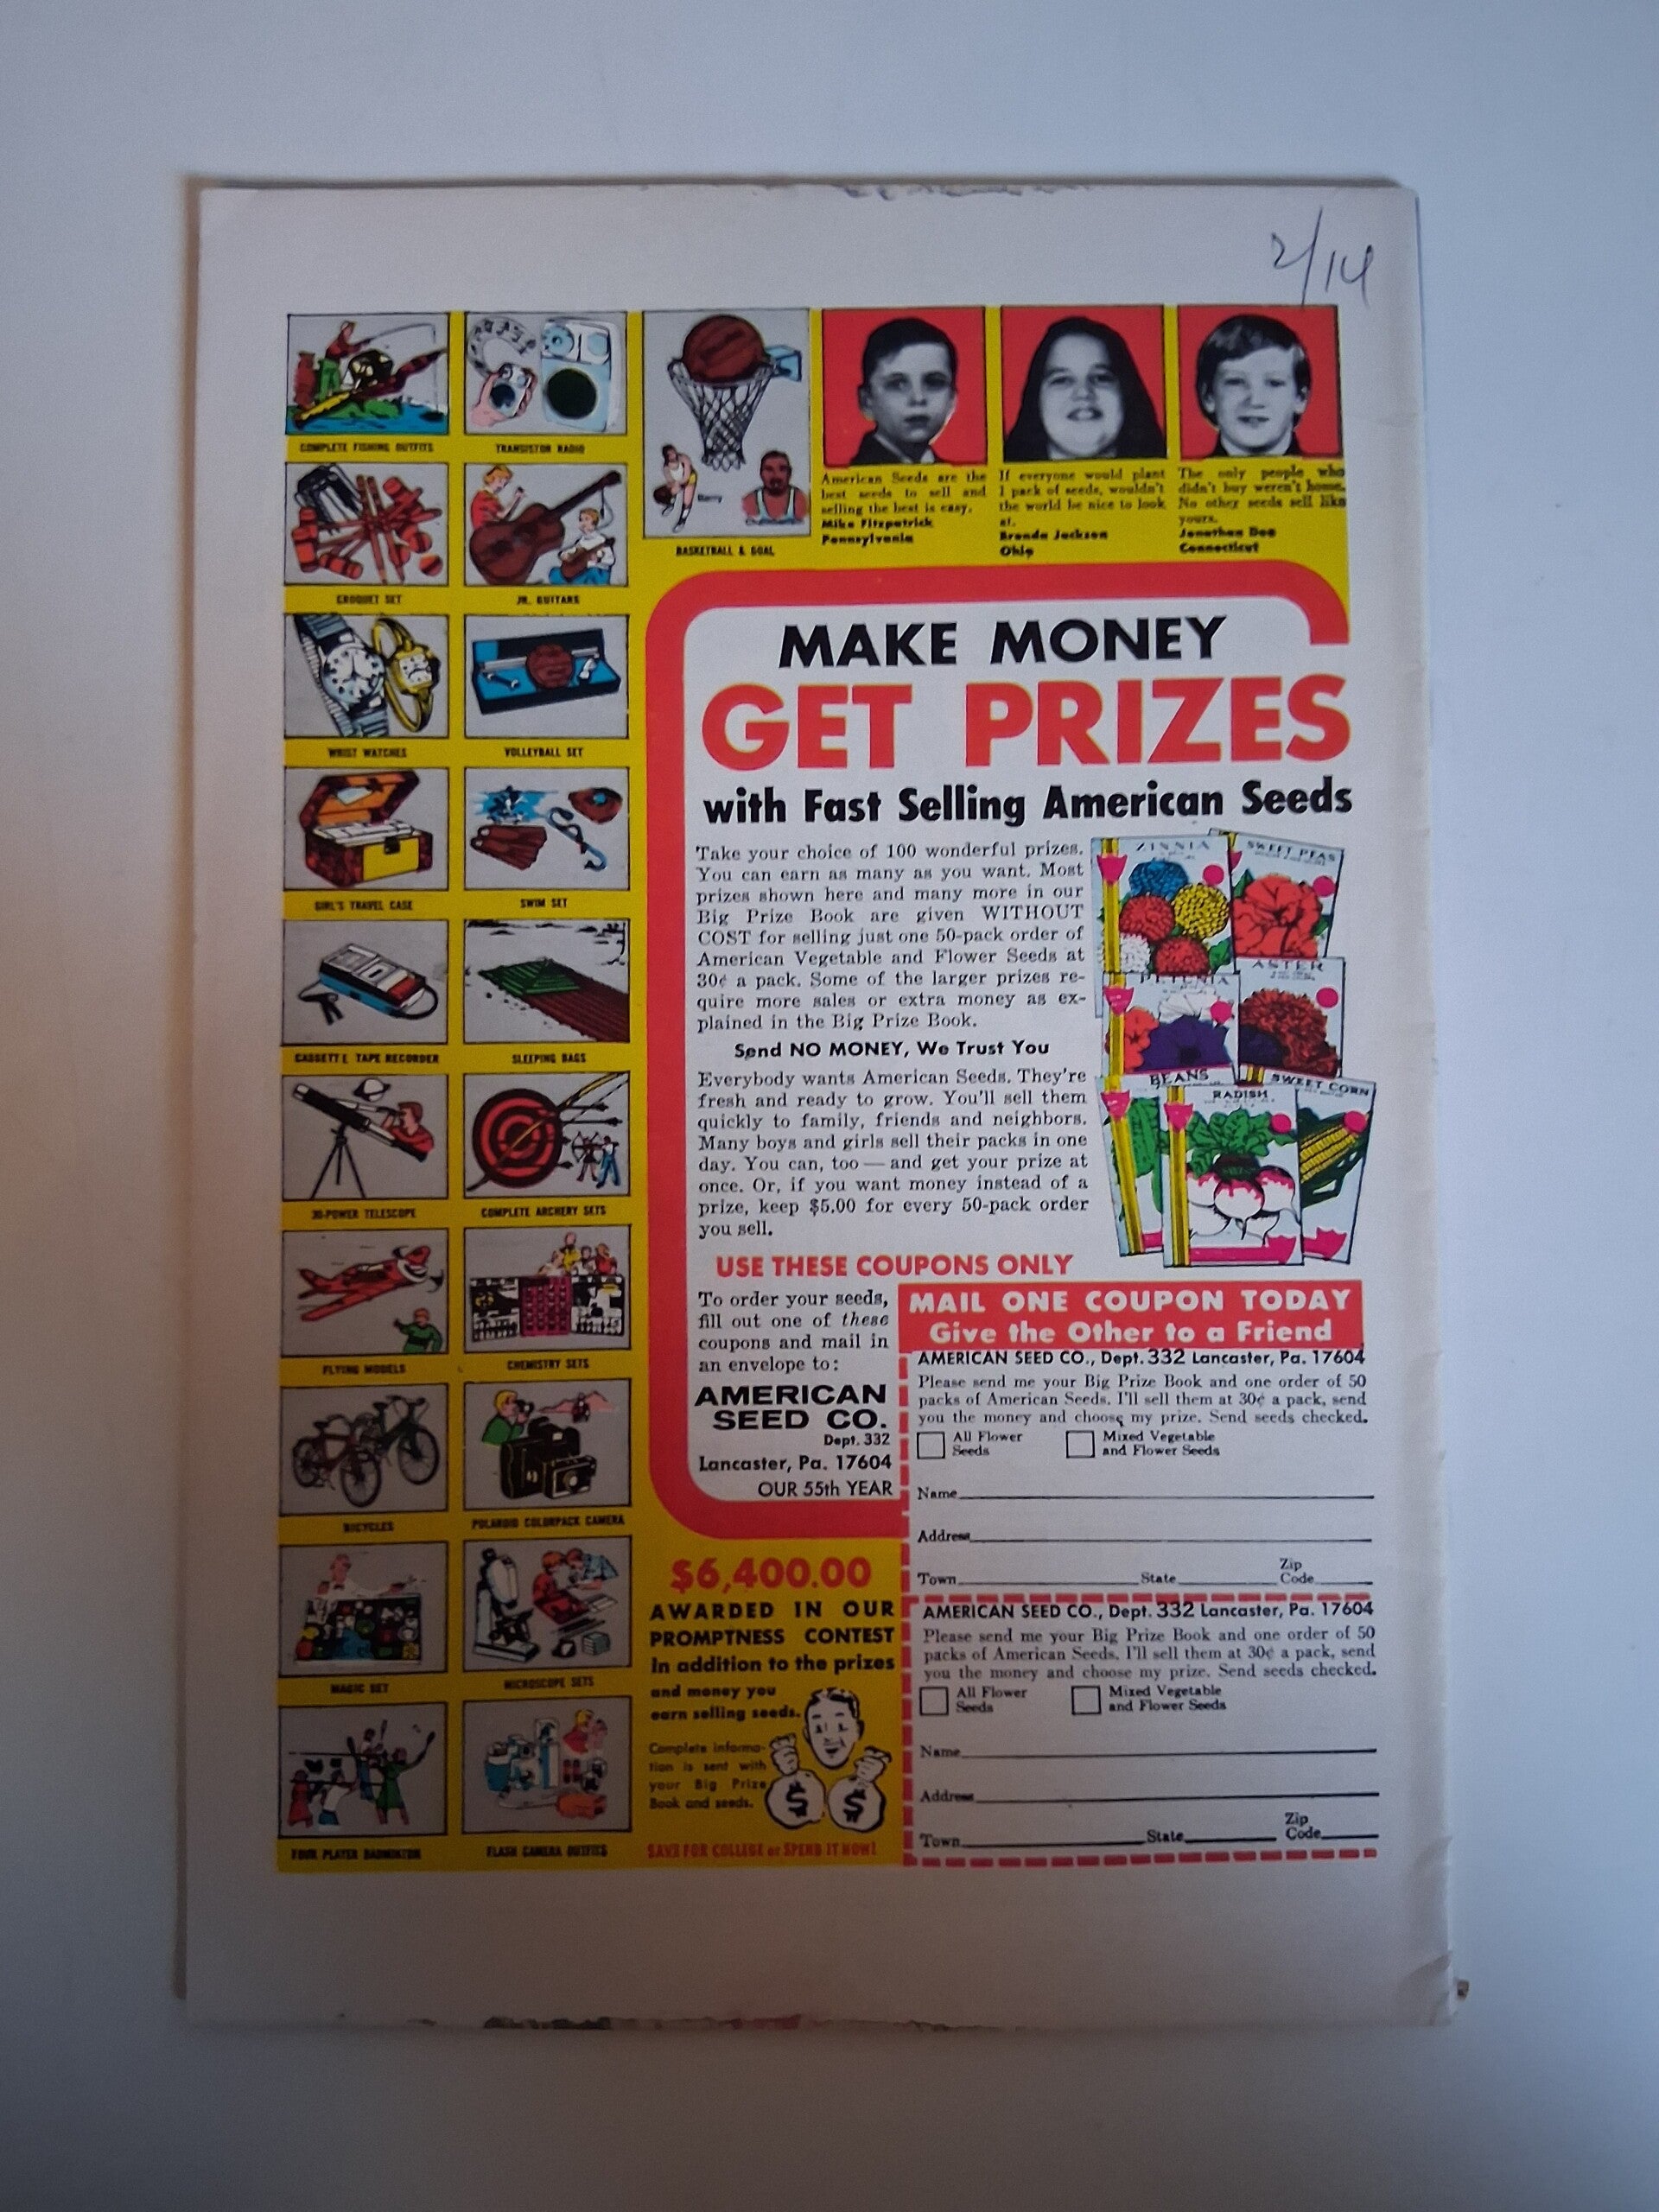 2/14
COMPLETE FISHING OUTFITS
TRANSISTOR RADIO
CROQUET SET
JR. GUITARS
WRIST WATCHES
VOLLEYBALL SET
GIRL'S TRAVEL CASE
SWIM SET
CASSETTE TAPE RECORDER
SLEEPING BAGS
30-POWER TELESCOPE
COMPLETE ARCHERY SETS
FLYING MODELS
CHEMISTRY SETS
BICYCLES
POLAROID COLORPACK CAMERA
MAGIC SET
MICROSCOPE SETS
FOUR PLAYER BADMINTON
FLASH CAMERA OUTFITS
Barry
BASKETBALL & GOAL
American Seeds are the
best seeds to sell and
selling the best is easy.
Mike Fitzpatrick
Pennsylvania
If everyone would plant
1 pack of seeds, wouldn't
the world be nice to look
at.
Brenda Jackson
Ohio
The only people who
didn't buy weren't home.
No other seeds sell like
yours.
Jonathan Doe
Connecticut
MAKE MONEY
GET PRIZES
with Fast Selling American Seeds
Take your choice of 100 wonderful prizes.
You can earn as many as you want. Most
prizes shown here and many more in our
Big Prize Book are given WITHOUT
COST for selling just one 50-pack order of
American Vegetable and Flower Seeds at
30¢ a pack. Some of the larger prizes re-
quire more sales or extra money as ex-
plained in the Big Prize Book.
Send NO MONEY, We Trust You
Everybody wants American Seeds. They're
fresh and ready to grow. You'll sell them
quickly to family, friends and neighbors.
Many boys and girls sell their packs in one
day. You can, too — and get your prize at
once. Or, if you want money instead of a
prize, keep $5.00 for every 50-pack order
you sell.
ZINNIA
SWEET PEAS
PETUNIA
ASTER
BEANS
RADISH
SWEET CORN
USE THESE COUPONS ONLY
To order your seeds,
fill out one of these
coupons and mail in
an envelope to:
AMERICAN
SEED CO.
Dept. 332
Lancaster, Pa. 17604
OUR 55th YEAR
$6,400.00
AWARDED IN OUR
PROMPTNESS CONTEST
In addition to the prizes
and money you
earn selling seeds.
Complete informa-
tion is sent with
your Big Prize
Book and seeds.
$ $
SAVE FOR COLLEGE or SPEND IT NOW!
MAIL ONE COUPON TODAY
Give the Other to a Friend
AMERICAN SEED CO., Dept. 332 Lancaster, Pa. 17604
Please send me your Big Prize Book and one order of 50
packs of American Seeds. I'll sell them at 30¢ a pack, send
you the money and choose my prize. Send seeds checked.
All Flower Seeds
Mixed Vegetable and Flower Seeds
Name
Address
Town State Zip Code
AMERICAN SEED CO., Dept. 332 Lancaster, Pa. 17604
Please send me your Big Prize Book and one order of 50
packs of American Seeds. I'll sell them at 30¢ a pack, send
you the money and choose my prize. Send seeds checked.
All Flower Seeds
Mixed Vegetable and Flower Seeds
Name
Address
Town State Zip Code